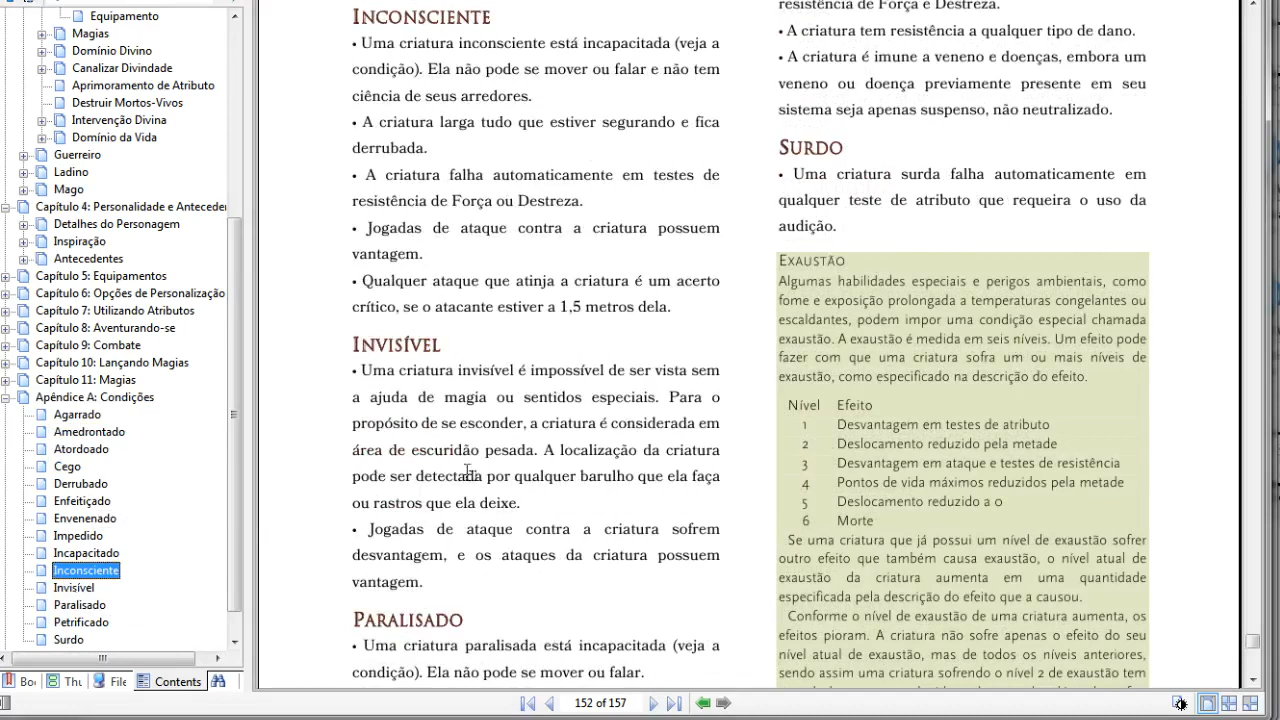 Equipamento
Magias
Domínio Divino
Canalizar Divindade
Aprimoramento de Atributo
Destruir Mortos-Vivos
Intervenção Divina
Domínio da Vida
Guerreiro
Ladino
Mago
Capítulo 4: Personalidade e Antecede
Detalhes do Personagem
Inspiração
Antecedentes
Capítulo 5: Equipamentos
Capítulo 6: Opções de Personalização
Capítulo 7: Utilizando Atributos
Capítulo 8: Aventurando-se
Capítulo 9: Combate
Capítulo 10: Lançando Magias
Capítulo 11: Magias
Apêndice A: Condições
Agarrado
Amedrontado
Atordoado
Cego
Derrubado
Enfeitiçado
Envenenado
Impedido
Incapacitado
Inconsciente
Invisível
Paralisado
Petrificado
Surdo
Bo
Thu
File
Contents
INCONSCIENTE
• Uma criatura inconsciente está incapacitada (veja a
condição). Ela não pode se mover ou falar e não tem
ciência de seus arredores.
• A criatura larga tudo que estiver segurando e fica
derrubada.
• A criatura falha automaticamente em testes de
resistência de Força ou Destreza.
• Jogadas de ataque contra a criatura possuem
vantagem.
• Qualquer ataque que atinja a criatura é um acerto
crítico, se o atacante estiver a 1,5 metros dela.
INVISÍVEL
• Uma criatura invisível é impossível de ser vista sem
a ajuda de magia ou sentidos especiais. Para o
propósito de se esconder, a criatura é considerada em
área de escuridão pesada. A localização da criatura
pode ser detectada por qualquer barulho que ela faça
ou rastros que ela deixe.
• Jogadas de ataque contra a criatura sofrem
desvantagem, e os ataques da criatura possuem
vantagem.
PARALISADO
• Uma criatura paralisada está incapacitada (veja a
condição). Ela não pode se mover ou falar.
resistência de Força e Destreza.
• A criatura tem resistência a qualquer tipo de dano.
• A criatura é imune a veneno e doenças, embora um
veneno ou doença previamente presente em seu
sistema seja apenas suspenso, não neutralizado.
SURDO
• Uma criatura surda falha automaticamente em
qualquer teste de atributo que requeira o uso da
audição.
EXAUSTÃO
Algumas habilidades especiais e perigos ambientais, como
fome e exposição prolongada a temperaturas congelantes ou
escaldantes, podem impor uma condição especial chamada
exaustão. A exaustão é medida em seis níveis. Um efeito pode
fazer com que uma criatura sofra um ou mais níveis de
exaustão, como especificado na descrição do efeito.
Nível Efeito
1 Desvantagem em testes de atributo
2 Deslocamento reduzido pela metade
3 Desvantagem em ataque e testes de resistência
4 Pontos de vida máximos reduzidos pela metade
5 Deslocamento reduzido a 0
6 Morte
Se uma criatura que já possui um nível de exaustão sofrer
outro efeito que também causa exaustão, o nível atual de
exaustão da criatura aumenta em uma quantidade
especificada pela descrição do efeito que a causou.
Conforme o nível de exaustão de uma criatura aumenta, os
efeitos pioram. A criatura não sofre apenas o efeito do seu
nível atual de exaustão, mas de todos os níveis anteriores,
sendo assim uma criatura sofrendo o nível 2 de exaustão tem
152 of 157